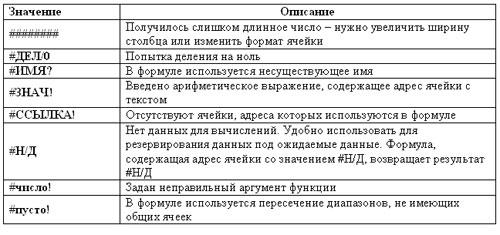 Значение Описание
######## Получилось слишком длинное число – нужно увеличить ширину
столбца или изменить формат ячейки
#ДЕЛ/0 Попытка деления на ноль
#ИМЯ? В формуле используется несуществующее имя
#ЗНАЧ! Введено арифметическое выражение, содержащее адрес ячейки с
текстом
#ССЫЛКА! Отсутствуют ячейки, адреса которых используются в формуле
#Н/Д Нет данных для вычислений. Удобно использовать для
резервирования данных под ожидаемые данные. Формула,
содержащая адрес ячейки со значением #Н/Д, возвращает результат
#Н/Д
#число! Задан неправильный аргумент функции
#пусто! В формуле используется пересечение диапазонов, не имеющих
общих ячеек